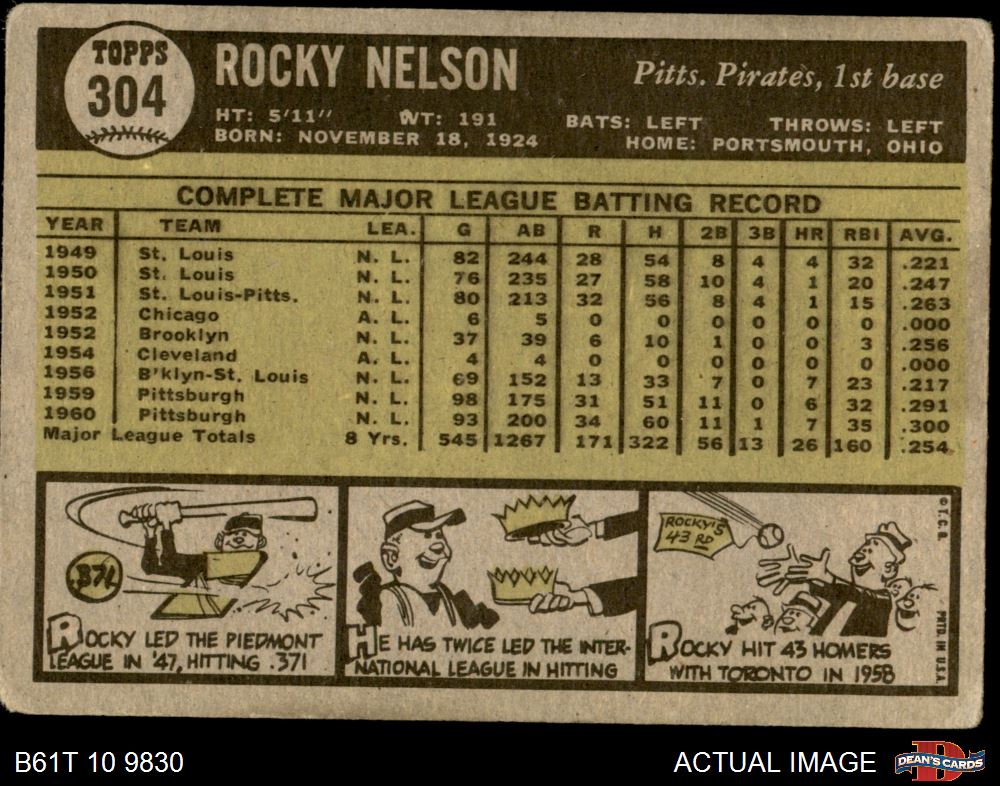 TOPPS
304
ROCKY NELSON
Pitts. Pirates, 1st base
HT: 5'11" WT: 191 BATS: LEFT THROWS: LEFT
BORN: NOVEMBER 18, 1924 HOME: PORTSMOUTH, OHIO
COMPLETE MAJOR LEAGUE BATTING RECORD
YEAR TEAM LEA. G AB R H 2B 3B HR RBI AVG.
1949 St. Louis N. L. 82 244 28 54 8 4 4 32 .221
1950 St. Louis N. L. 76 235 27 58 10 4 1 20 .247
1951 St. Louis-Pitts. N. L. 80 213 32 56 8 4 1 15 .263
1952 Chicago A. L. 6 5 0 0 0 0 0 0 .000
1952 Brooklyn N. L. 37 39 6 10 1 0 0 3 .256
1954 Cleveland A. L. 4 4 0 0 0 0 0 0 .000
1956 B'klyn-St. Louis N. L. 69 152 13 33 7 0 7 23 .217
1959 Pittsburgh N. L. 98 175 31 51 11 0 6 32 .291
1960 Pittsburgh N. L. 93 200 34 60 11 1 7 35 .300
Major League Totals 8 Yrs. 545 1267 171 322 56 13 26 160 .254
.371
ROCKY LED THE PIEDMONT
LEAGUE IN '47, HITTING .371
HE HAS TWICE LED THE INTER-
NATIONAL LEAGUE IN HITTING
ROCKY'S
43 RD
ROCKY HIT 43 HOMERS
WITH TORONTO IN 1958
© T.C.G.
PRTD. IN U.S.A.
B61T 10 9830
ACTUAL IMAGE
DEAN'S CARDS